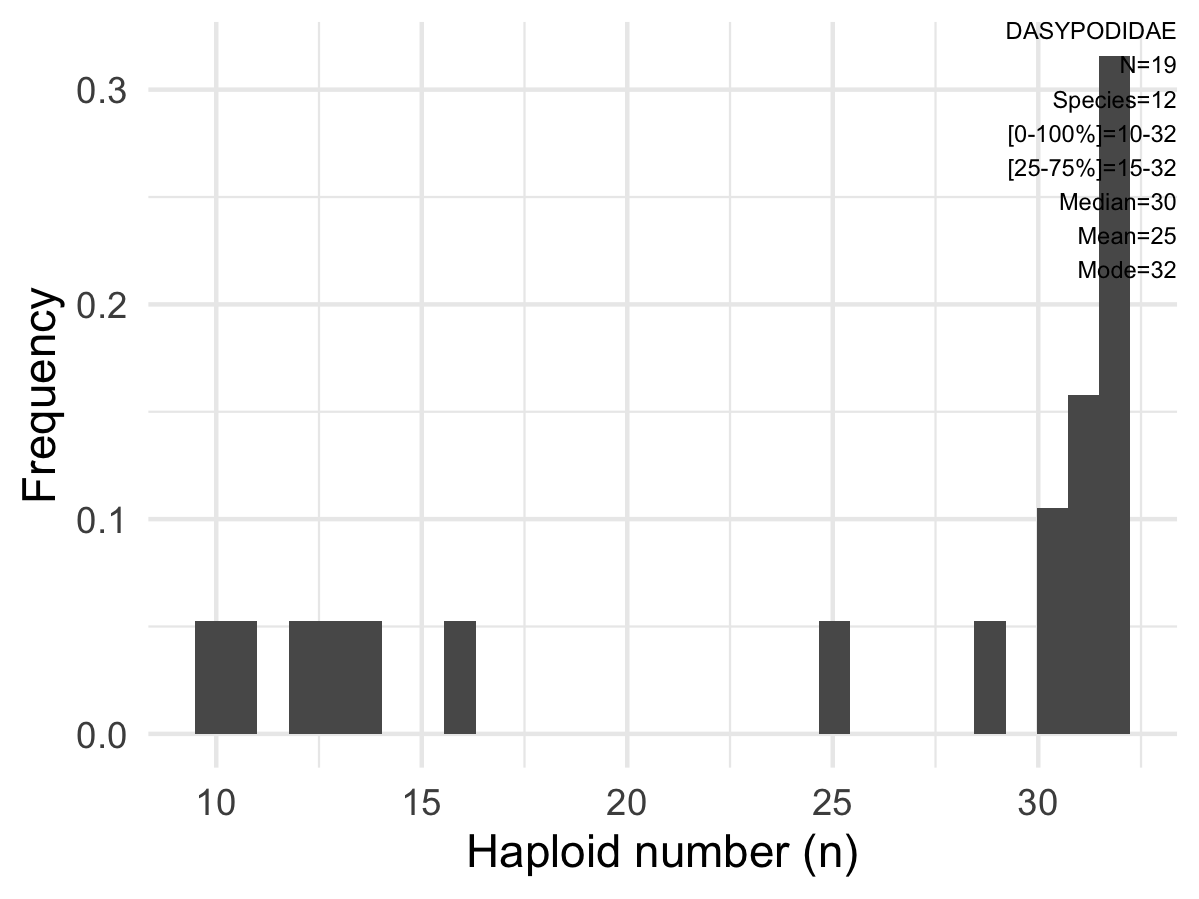 DASYPODIDAE
N=19
Species=12
[0-100%]=10-32
[25-75%]=15-32
Median=30
Mean=25
Mode=32
0.3
0.2
0.1
0.0
Frequency
10 15 20 25 30
Haploid number (n)